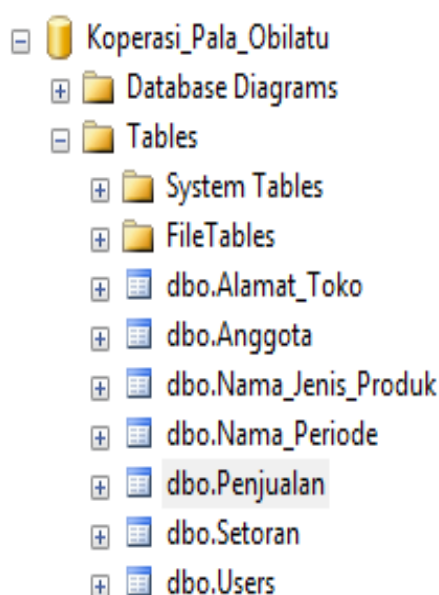 Koperasi_Pala_Obilatu
Database Diagrams
Tables
System Tables
FileTables
dbo.Alamat_Toko
dbo.Anggota
dbo.Nama_Jenis_Produk
dbo.Nama_Periode
dbo.Penjualan
dbo.Setoran
dbo.Users